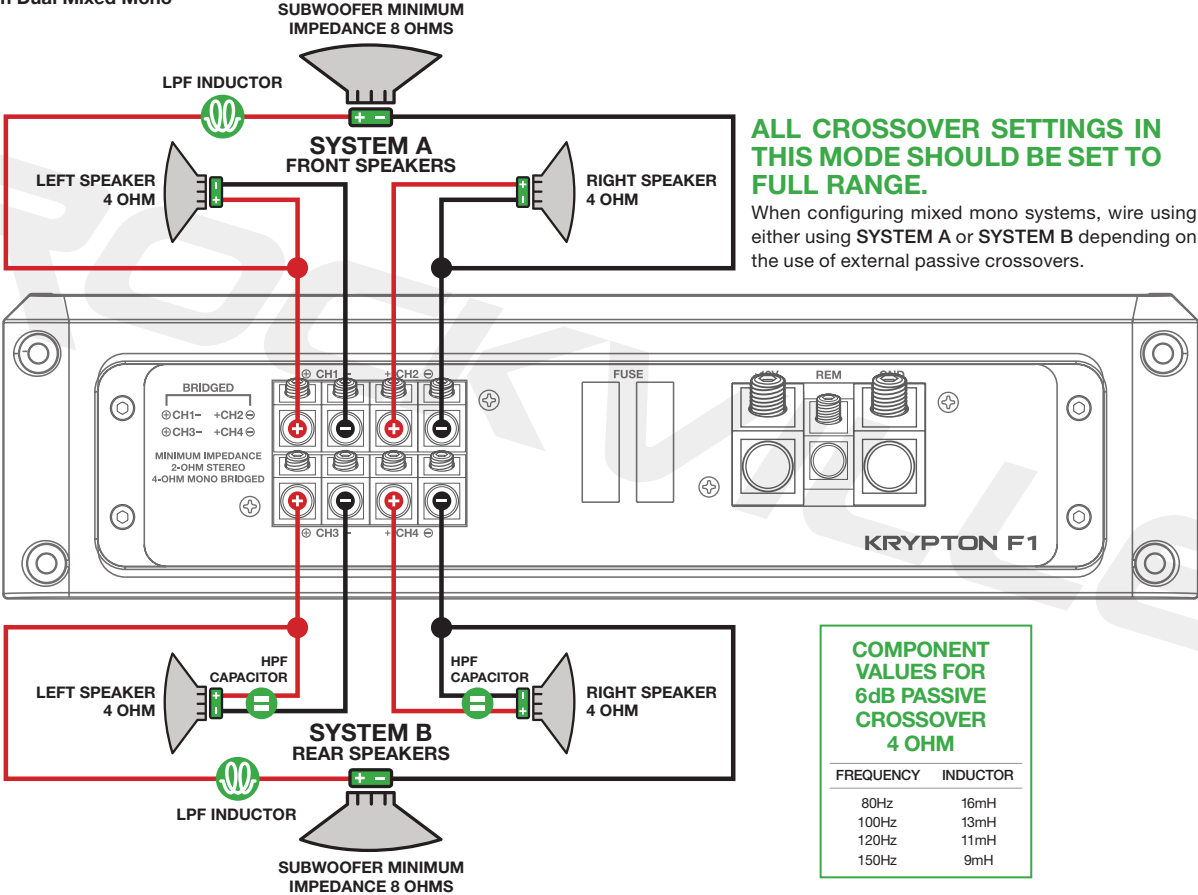 n Dual Mixed Mono
SUBWOOFER MINIMUM
IMPEDANCE 8 OHMS
LPF INDUCTOR
+ −
SYSTEM A
FRONT SPEAKERS
LEFT SPEAKER
4 OHM
− +
+ −
RIGHT SPEAKER
4 OHM
ALL CROSSOVER SETTINGS IN
THIS MODE SHOULD BE SET TO
FULL RANGE.
When configuring mixed mono systems, wire using
either using SYSTEM A or SYSTEM B depending on
the use of external passive crossovers.
ROCKVILLE
BRIDGED
⊕CH1− +CH2⊖
⊕CH3− +CH4⊖
MINIMUM IMPEDANCE
2-OHM STEREO
4-OHM MONO BRIDGED
⊕ CH1 − + CH2 ⊖
+ − + −
+ − + −
⊕ CH3 − + CH4 ⊖
FUSE
REM
GND
KRYPTON F1
LEFT SPEAKER
4 OHM
+ −
HPF
CAPACITOR
HPF
CAPACITOR
− +
RIGHT SPEAKER
4 OHM
SYSTEM B
REAR SPEAKERS
+ −
LPF INDUCTOR
SUBWOOFER MINIMUM
IMPEDANCE 8 OHMS
COMPONENT
VALUES FOR
6dB PASSIVE
CROSSOVER
4 OHM
FREQUENCY INDUCTOR
80Hz 16mH
100Hz 13mH
120Hz 11mH
150Hz 9mH